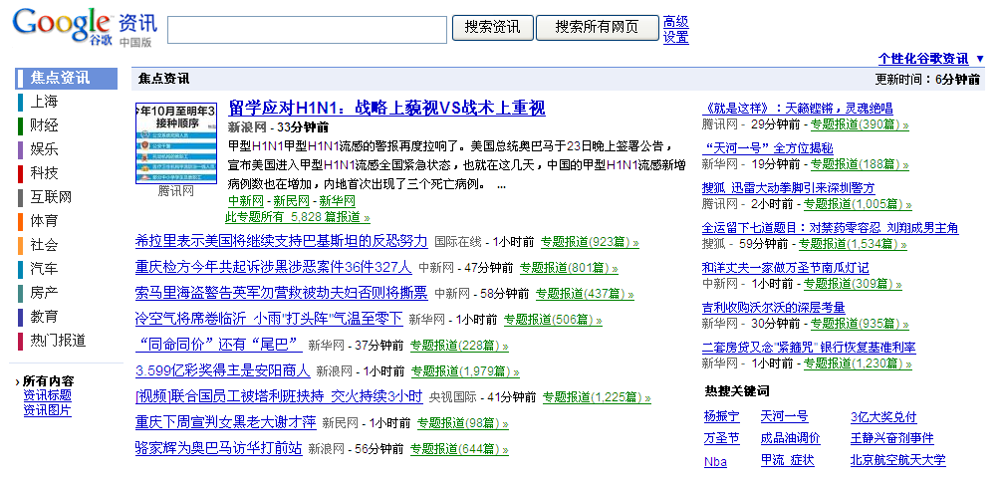 Google 资讯
谷歌 中国版
搜索资讯 搜索所有网页 高级
设置
个性化谷歌资讯 ▼
焦点资讯
上海
财经
娱乐
科技
互联网
体育
社会
汽车
房产
教育
热门报道
›所有内容
资讯标题
资讯图片
焦点资讯 更新时间：6分钟前
年10月至明年3
接种顺序
腾讯网
留学应对H1N1：战略上藐视VS战术上重视
新浪网 - 33分钟前
甲型H1N1甲型H1N1流感的警报再度拉响了。美国总统奥巴马于23日晚上签署公告，
宣布美国进入甲型H1N1流感全国紧急状态，也就在这几天，中国的甲型H1N1流感新增
病例数也在增加，内地首次出现了三个死亡病例。 ...
中新网 - 新民网 - 新华网
此专题所有 5,828 篇报道 »
希拉里表示美国将继续支持巴基斯坦的反恐努力 国际在线 - 1小时前 专题报道(923篇) »
重庆检方今年共起诉涉黑涉恶案件36件327人 中新网 - 47分钟前 专题报道(801篇) »
索马里海盗警告英军勿营救被劫夫妇否则将撕票 中新网 - 58分钟前 专题报道(437篇) »
冷空气将席卷临沂 小雨"打头阵"气温至零下 新华网 - 1小时前 专题报道(506篇) »
“同命同价”还有“尾巴” 新华网 - 37分钟前 专题报道(228篇) »
3.599亿彩奖得主是安阳商人 新浪网 - 1小时前 专题报道(1,979篇) »
[视频]联合国员工被塔利班挟持 交火持续3小时 央视国际 - 41分钟前 专题报道(1,225篇) »
重庆下周宣判女黑老大谢才萍 新民网 - 1小时前 专题报道(98篇) »
骆家辉为奥巴马访华打前站 新浪网 - 56分钟前 专题报道(644篇) »
《就是这样》：天籁铿锵，灵魂绝唱
腾讯网 - 29分钟前 - 专题报道(390篇) »
“天河一号”全方位揭秘
新华网 - 19分钟前 - 专题报道(188篇) »
搜狐 迅雷大动拳脚引来深圳警方
腾讯网 - 2小时前 - 专题报道(1,005篇) »
全运留下七道题目：对禁药零容忍 刘翔成男主角
搜狐 - 59分钟前 - 专题报道(1,534篇) »
和洋丈夫一家做万圣节南瓜灯记
中新网 - 1小时前 - 专题报道(309篇) »
吉利收购沃尔沃的深层考量
新华网 - 30分钟前 - 专题报道(935篇) »
二套房贷又念"紧箍咒" 银行恢复基准利率
新华网 - 1小时前 - 专题报道(1,230篇) »
热搜关键词
杨振宁 天河一号 3亿大奖兑付
万圣节 成品油调价 王静兴奋剂事件
Nba 甲流 症状 北京航空航天大学